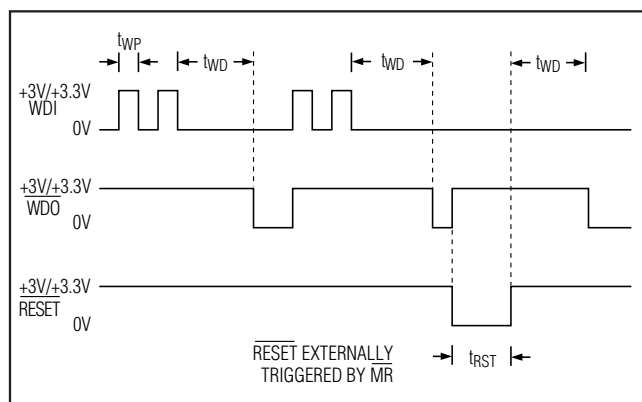 tWP
tWD
tWD
tWD
+3V/+3.3V
WDI
0V
+3V/+3.3V
WDO
0V
+3V/+3.3V
RESET
0V
RESET EXTERNALLY
TRIGGERED BY MR
tRST